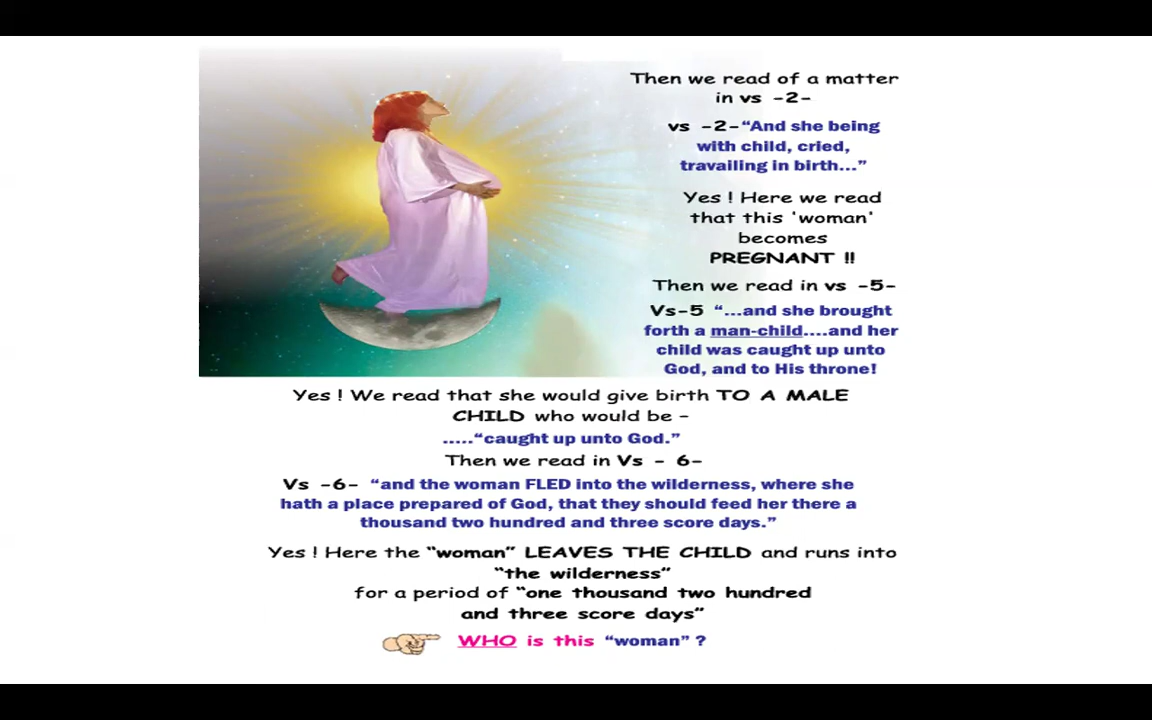 Then we read of a matter
in vs -2-
vs -2-“And she being
with child, cried,
travailing in birth...”
Yes ! Here we read
that this 'woman'
becomes
PREGNANT !!
Then we read in vs -5-
Vs-5 “...and she brought
forth a man-child....and her
child was caught up unto
God, and to His throne!
Yes ! We read that she would give birth TO A MALE
CHILD who would be -
.....“caught up unto God.”
Then we read in Vs - 6-
Vs -6- “and the woman FLED into the wilderness, where she
hath a place prepared of God, that they should feed her there a
thousand two hundred and three score days.”
Yes ! Here the “woman” LEAVES THE CHILD and runs into
“the wilderness”
for a period of “one thousand two hundred
and three score days”
WHO is this “woman” ?